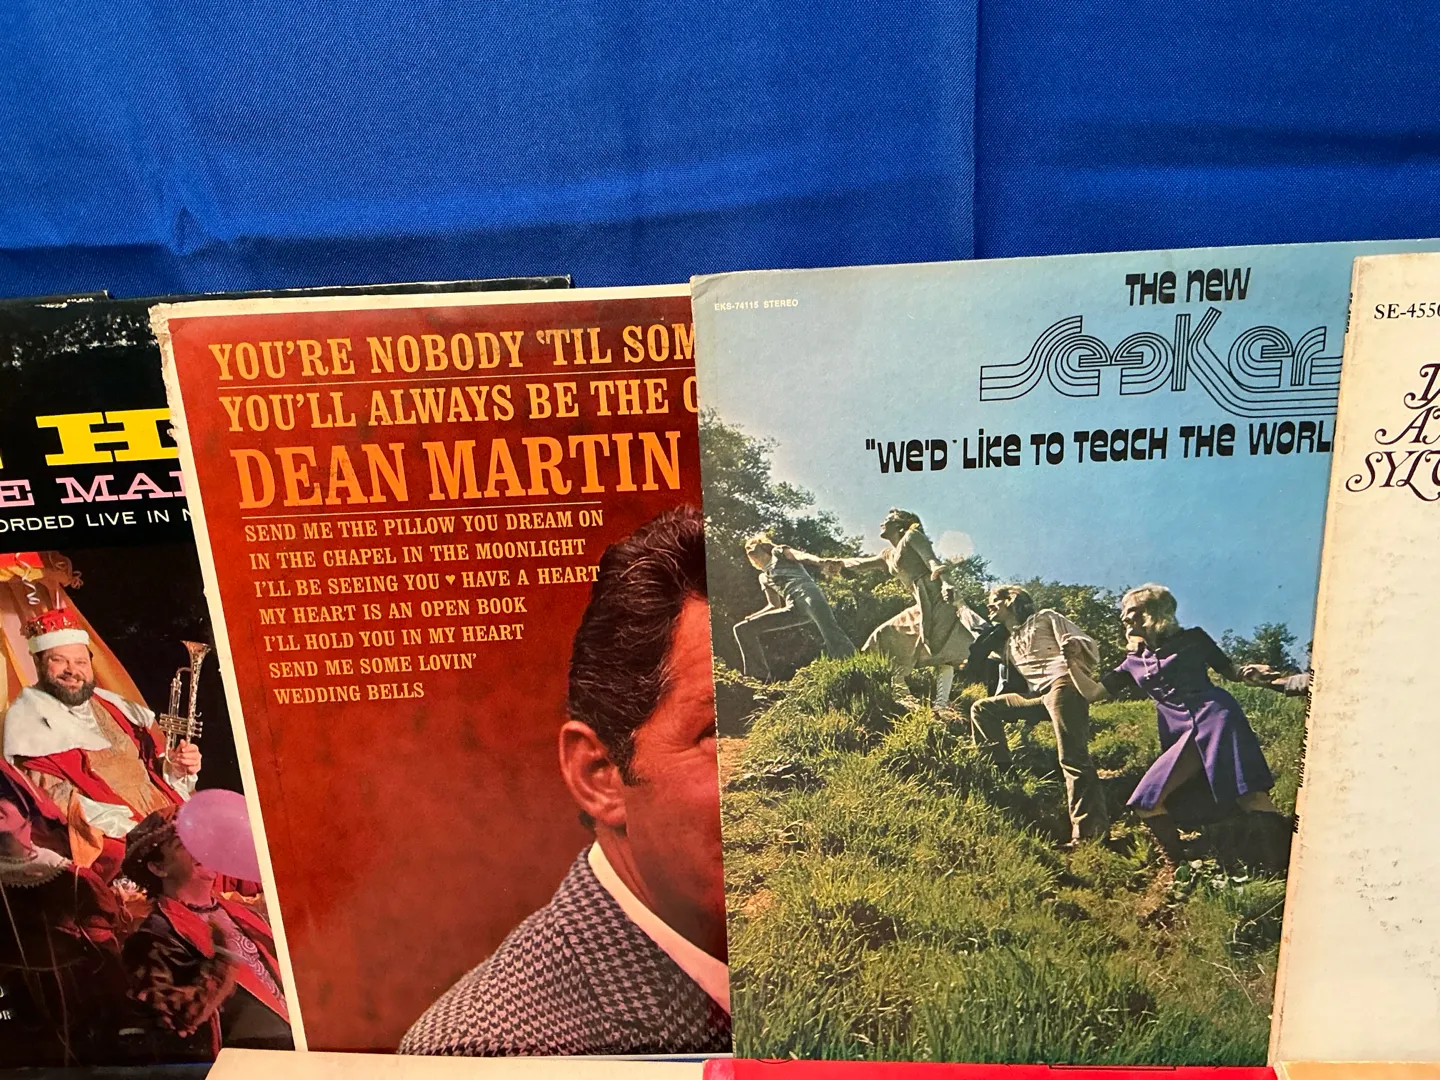 H
E MA
ORDED LIVE IN N
YOU'RE NOBODY 'TIL SOM
YOU'LL ALWAYS BE THE
DEAN MARTIN
SEND ME THE PILLOW YOU DREAM ON
IN THE CHAPEL IN THE MOONLIGHT
I'LL BE SEEING YOU ♥ HAVE A HEART
MY HEART IS AN OPEN BOOK
I'LL HOLD YOU IN MY HEART
SEND ME SOME LOVIN'
WEDDING BELLS
EKS-74115 STEREO
THE NEW
SEEKER
"WE'D LIKE TO TEACH THE WORL
SE-455
SYL